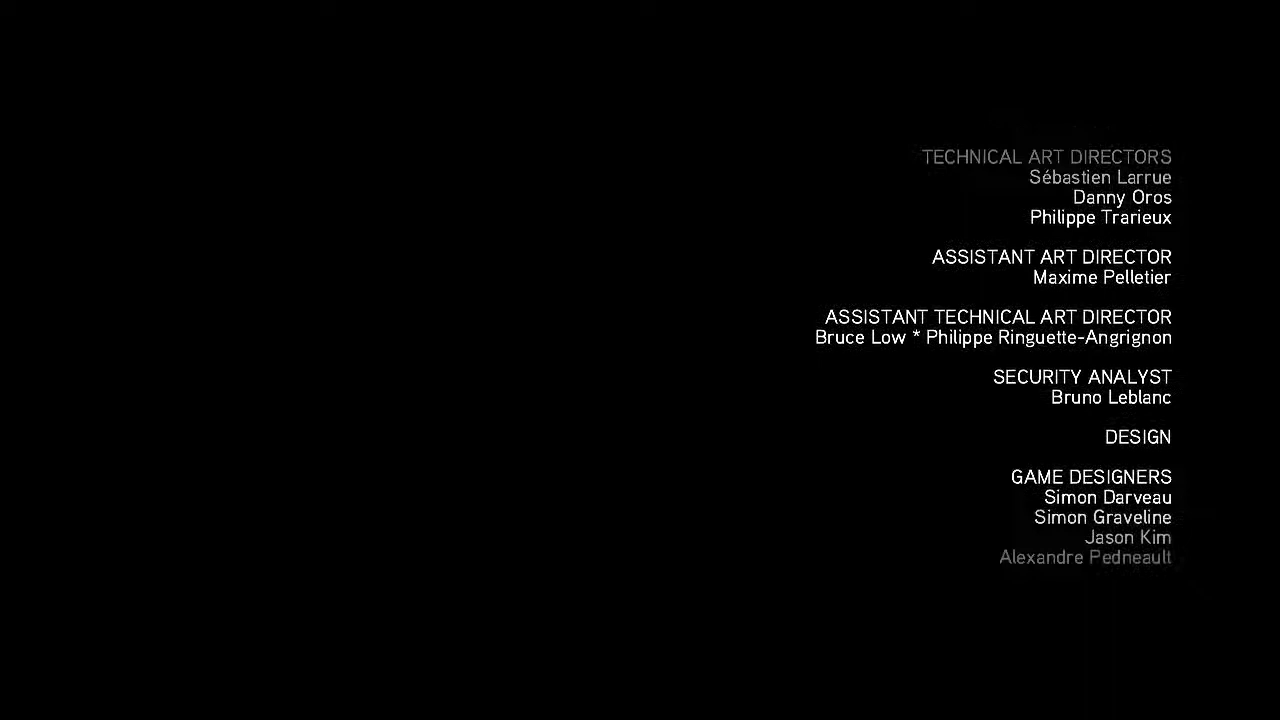 TECHNICAL ART DIRECTORS
Sébastien Larrue
Danny Oros
Philippe Trarieux
ASSISTANT ART DIRECTOR
Maxime Pelletier
ASSISTANT TECHNICAL ART DIRECTOR
Bruce Low * Philippe Ringuette-Angrignon
SECURITY ANALYST
Bruno Leblanc
DESIGN
GAME DESIGNERS
Simon Darveau
Simon Graveline
Jason Kim
Alexandre Pedneault